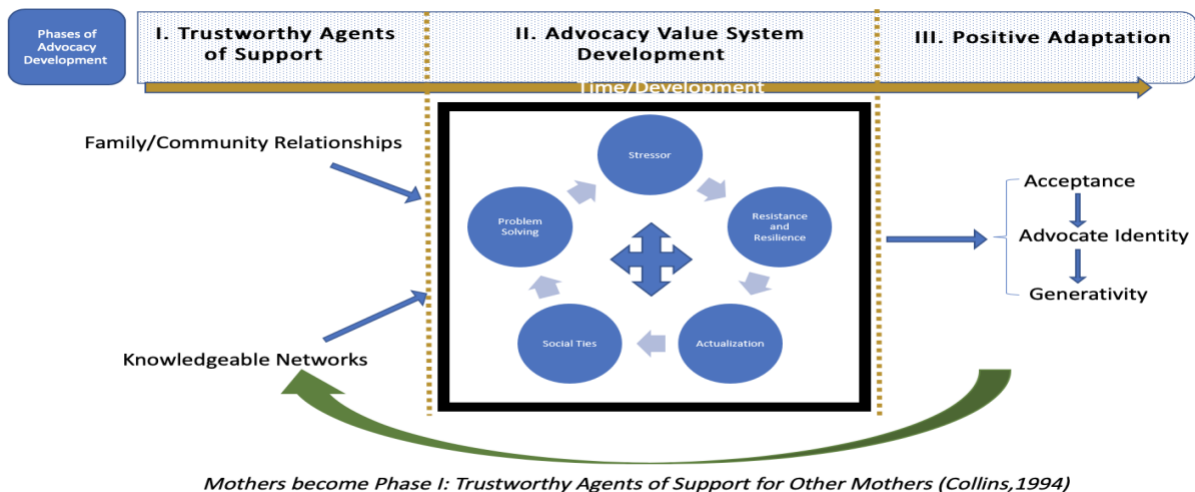 Phases of
Advocacy
Development
I. Trustworthy Agents
of Support
II. Advocacy Value System
Development
III. Positive Adaptation
Time/Development
Family/Community Relationships
Knowledgeable Networks
Stressor
Resistance
and
Resilience
Actualization
Social Ties
Problem
Solving
Acceptance
Advocate Identity
Generativity
Mothers become Phase I: Trustworthy Agents of Support for Other Mothers (Collins,1994)